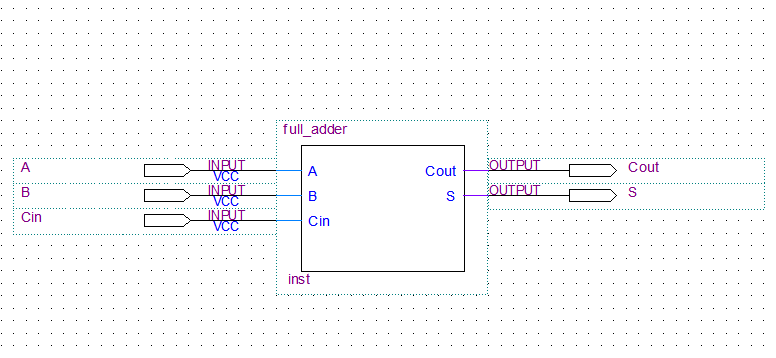 full_adder
A INPUT VCC A Cout OUTPUT Cout
B INPUT VCC B S OUTPUT S
Cin INPUT VCC Cin
inst